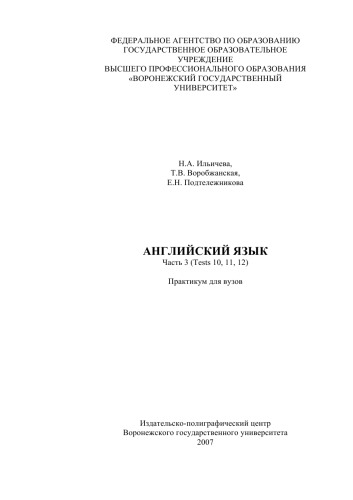 ФЕДЕРАЛЬНОЕ АГЕНТСТВО ПО ОБРАЗОВАНИЮ
ГОСУДАРСТВЕННОЕ ОБРАЗОВАТЕЛЬНОЕ
УЧРЕЖДЕНИЕ
ВЫСШЕГО ПРОФЕССИОНАЛЬНОГО ОБРАЗОВАНИЯ
«ВОРОНЕЖСКИЙ ГОСУДАРСТВЕННЫЙ
УНИВЕРСИТЕТ»
Н.А. Ильичева,
Т.В. Воробжанская,
Е.Н. Подтележникова
АНГЛИЙСКИЙ ЯЗЫК
Часть 3 (Tests 10, 11, 12)
Практикум для вузов
Издательско-полиграфический центр
Воронежского государственного университета
2007